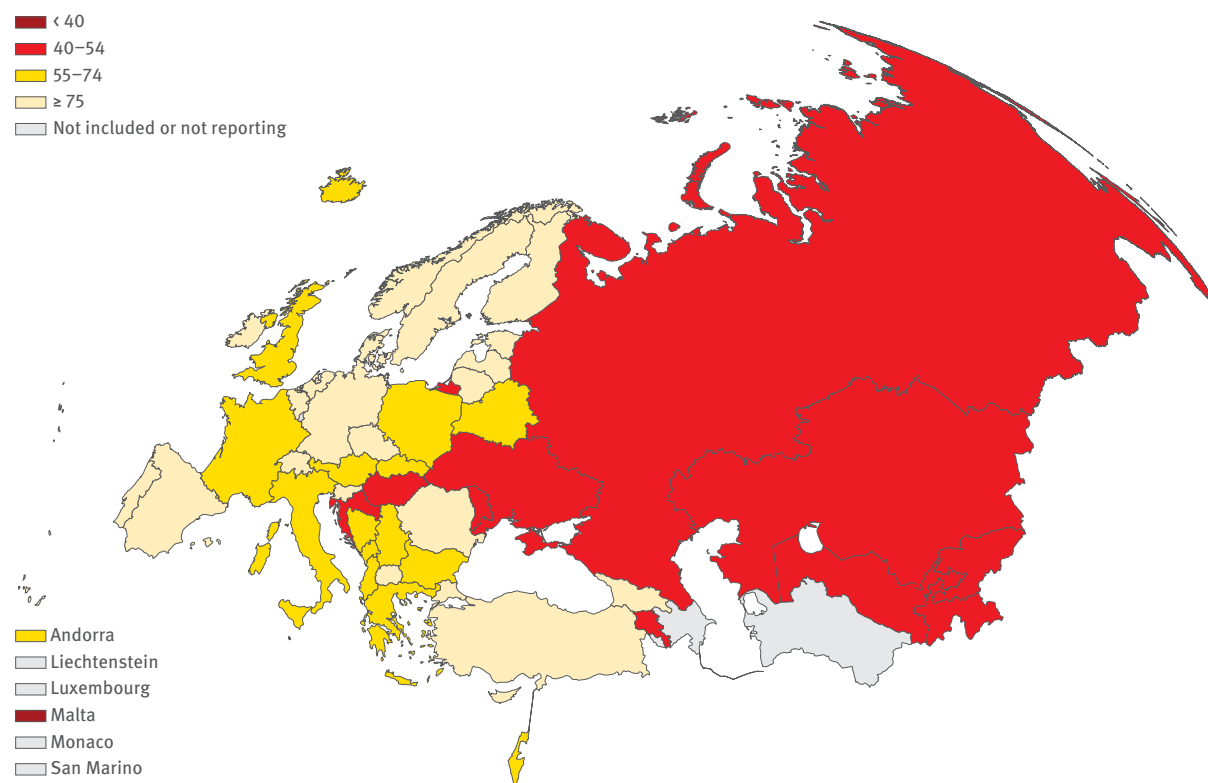 < 40
40–54
55–74
≥ 75
Not included or not reporting
Andorra
Liechtenstein
Luxembourg
Malta
Monaco
San Marino